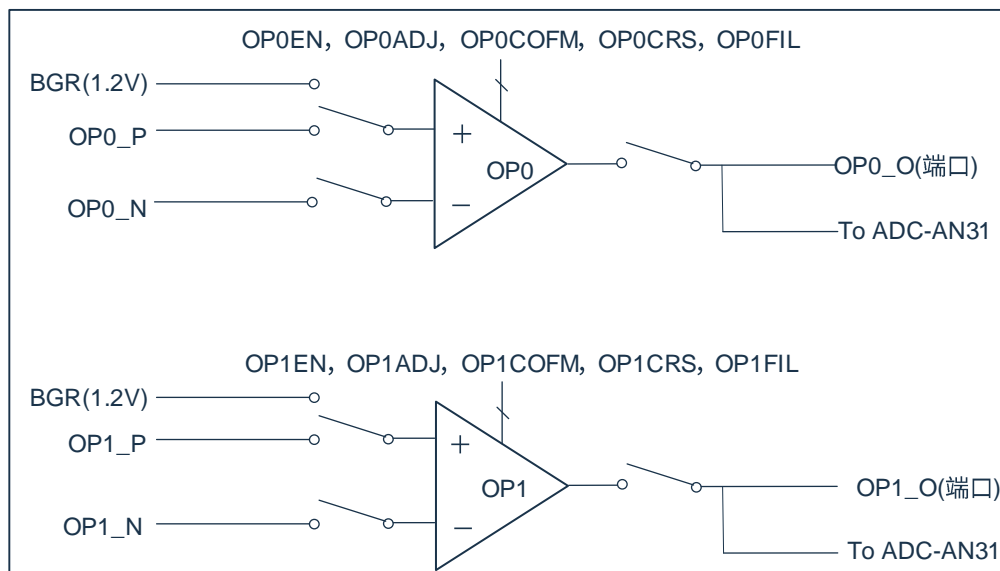 OP0EN，OP0ADJ，OP0COFM，OP0CRS，OP0FIL
BGR(1.2V)
OP0_P
+
OP0
OP0_O(端口)
OP0_N
−
To ADC-AN31
OP1EN，OP1ADJ，OP1COFM，OP1CRS，OP1FIL
BGR(1.2V)
OP1_P
+
OP1
OP1_O(端口)
OP1_N
−
To ADC-AN31